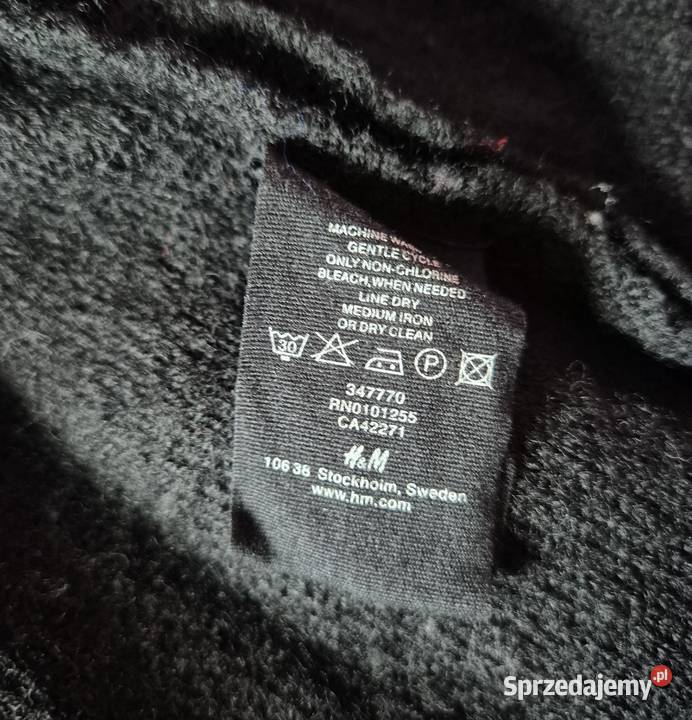 MACHINE
GENTLE CYCLE
ONLY NON-CHLORINE
BLEACH,WHEN NEEDED
LINE DRY
MEDIUM IRON
OR DRY CLEAN
30 P
347770
RN0101255
CA42271
H&M
106 38 Stockholm, Sweden
www.hm.com
Sprzedajemy.pl